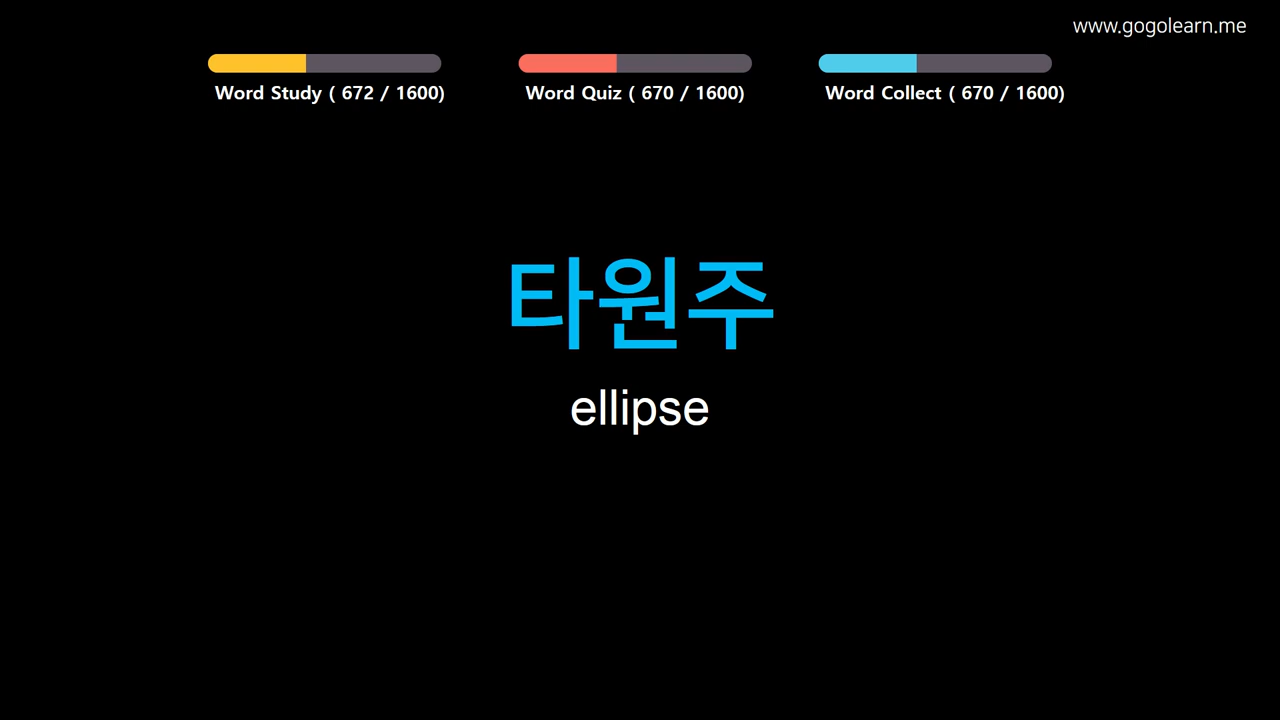 www.gogolearn.me
Word Study ( 672 / 1600)
Word Quiz ( 670 / 1600)
Word Collect ( 670 / 1600)
타원주
ellipse